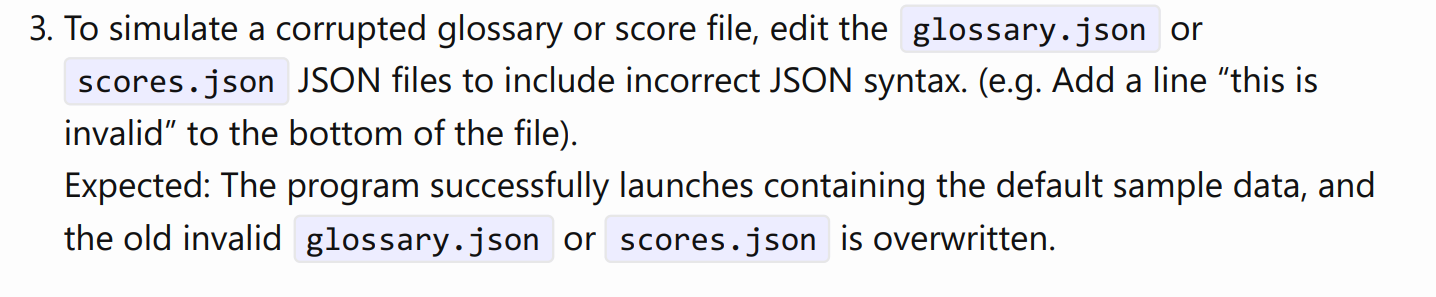 3. To simulate a corrupted glossary or score file, edit the glossary.json or
scores.json JSON files to include incorrect JSON syntax. (e.g. Add a line “this is
invalid” to the bottom of the file).
Expected: The program successfully launches containing the default sample data, and
the old invalid glossary.json or scores.json is overwritten.